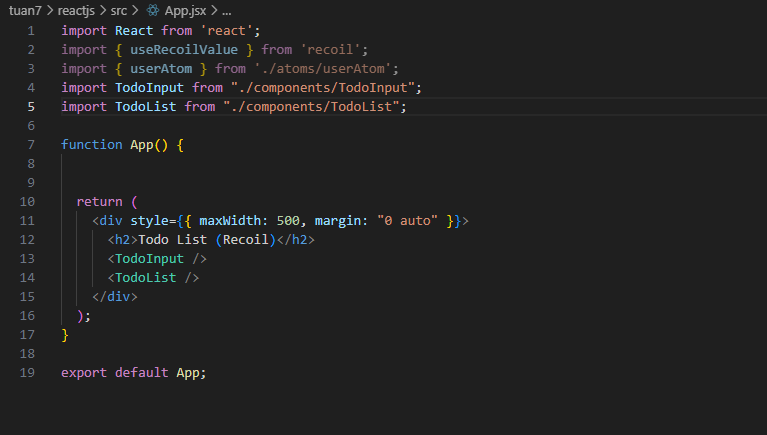 tuan7 > reactjs > src > App.jsx > ...
1 import React from 'react';
2 import { useRecoilValue } from 'recoil';
3 import { userAtom } from './atoms/userAtom';
4 import TodoInput from "./components/TodoInput";
5 import TodoList from "./components/TodoList";
6
7 function App() {
8
9
10   return (
11     <div style={{ maxWidth: 500, margin: "0 auto" }}>
12       <h2>Todo List (Recoil)</h2>
13       <TodoInput />
14       <TodoList />
15     </div>
16   );
17 }
18
19 export default App;